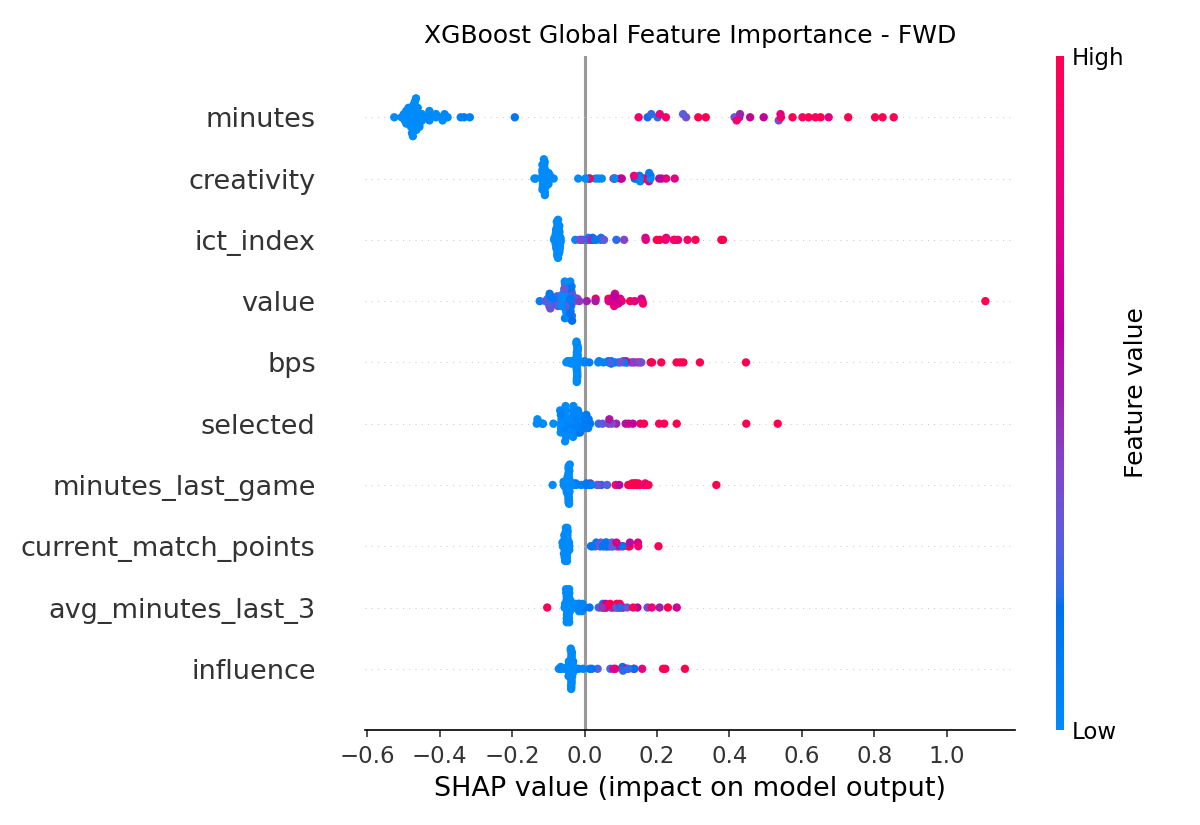 XGBoost Global Feature Importance - FWD
High
minutes
creativity
ict_index
value
bps
selected
minutes_last_game
current_match_points
avg_minutes_last_3
influence
Feature value
Low
−0.6 −0.4 −0.2 0.0 0.2 0.4 0.6 0.8 1.0
SHAP value (impact on model output)